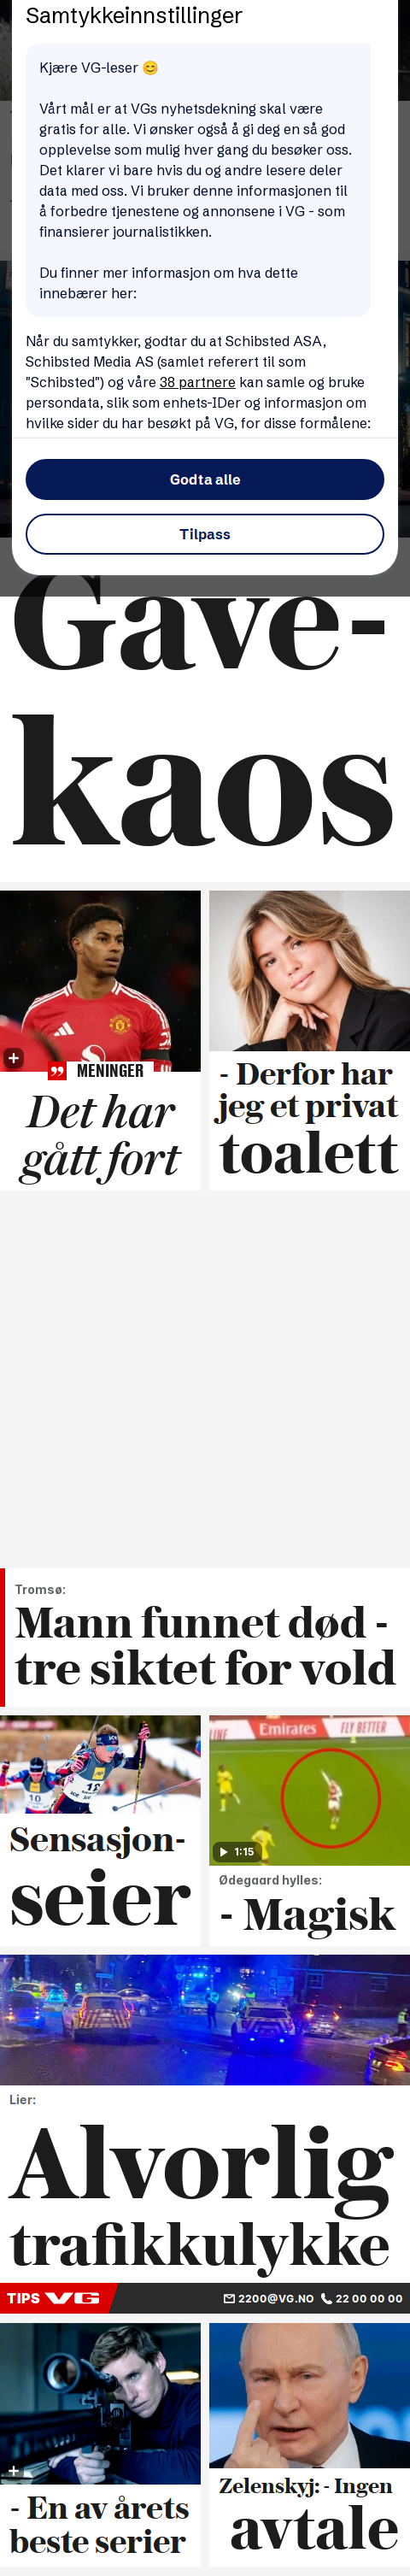 Samtykkeinnstillinger
Kjære VG-leser 😊
Vårt mål er at VGs nyhetsdekning skal være
gratis for alle. Vi ønsker også å gi deg en så god
opplevelse som mulig hver gang du besøker oss.
Det klarer vi bare hvis du og andre lesere deler
data med oss. Vi bruker denne informasjonen til
å forbedre tjenestene og annonsene i VG - som
finansierer journalistikken.
Du finner mer informasjon om hva dette
innebærer her:
Når du samtykker, godtar du at Schibsted ASA,
Schibsted Media AS (samlet referert til som
"Schibsted") og våre 38 partnere kan samle og bruke
persondata, slik som enhets-IDer og informasjon om
hvilke sider du har besøkt på VG, for disse formålene:
Godta alle
Tilpass
Gave-
kaos
MENINGER
Det har
gått fort
- Derfor har
jeg et privat
toalett
Tromsø:
Mann funnet død -
tre siktet for vold
Sensasjon-
seier
Emirates
FLY BETTER
1:15
Ødegaard hylles:
- Magisk
Lier:
Alvorlig
trafikkulykke
TIPS VG 2200@VG.NO 22 00 00 00
- En av årets
beste serier
Zelenskyj: - Ingen
avtale